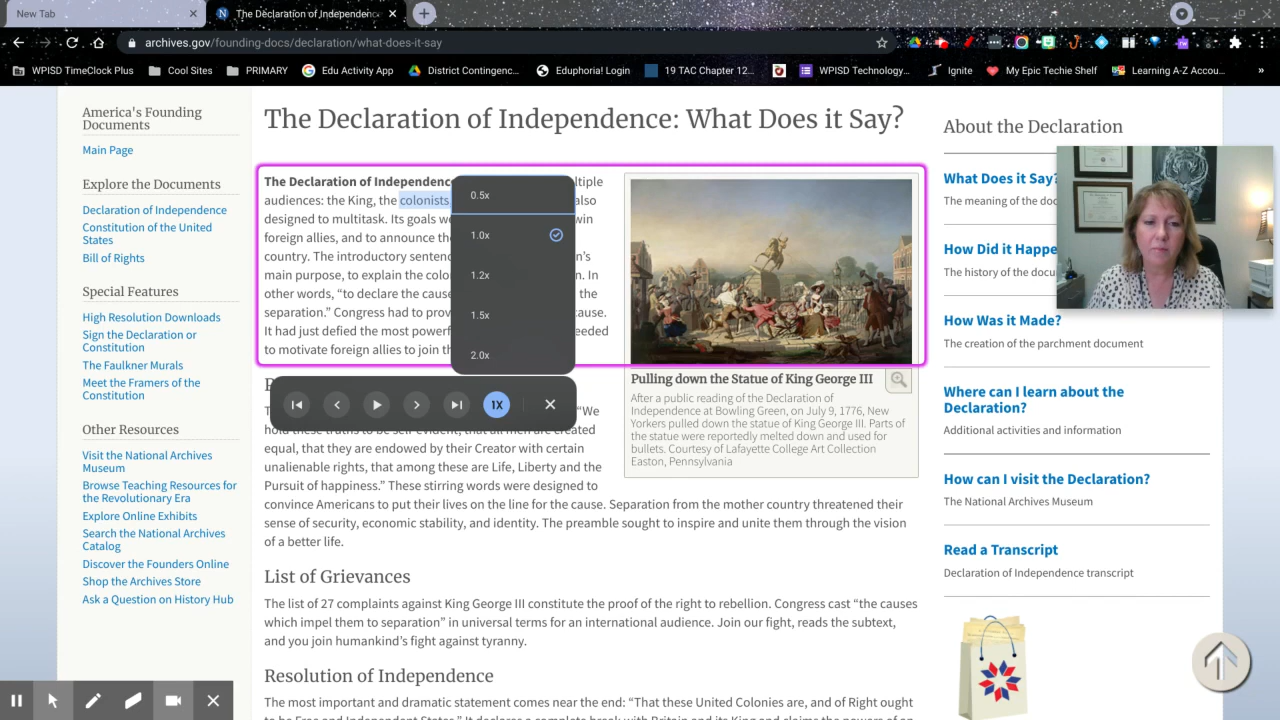 New Tab
The Declaration of Independenc
archives.gov/founding-docs/declaration/what-does-it-say
WPISD TimeClock Plus
Cool Sites
PRIMARY
Edu Activity App
District Contingenc...
Eduphoria! Login
19 TAC Chapter 12...
WPISD Technology...
Ignite
My Epic Techie Shelf
Learning A-Z Accou...
»
America's Founding
Documents
Main Page
Explore the Documents
Declaration of Independence
Constitution of the United
States
Bill of Rights
Special Features
High Resolution Downloads
Sign the Declaration or
Constitution
The Faulkner Murals
Meet the Framers of the
Constitution
Other Resources
Visit the National Archives
Museum
Browse Teaching Resources for
the Revolutionary Era
Explore Online Exhibits
Search the National Archives
Catalog
Discover the Founders Online
Shop the Archives Store
Ask a Question on History Hub
The Declaration of Independence: What Does it Say?
The Declaration of Independenc ltiple
audiences: the King, the colonists also
designed to multitask. Its goals w win
foreign allies, and to announce th
country. The introductory sentenc n's
main purpose, to explain the colo n. In
other words, “to declare the cause the
separation.” Congress had to prov ause.
It had just defied the most powerf eeded
to motivate foreign allies to join th
0.5x
1.0x
1.2x
1.5x
2.0x
1X
“We
hold these truths to be self-evident, that all men are created
equal, that they are endowed by their Creator with certain
unalienable rights, that among these are Life, Liberty and the
Pursuit of happiness.” These stirring words were designed to
convince Americans to put their lives on the line for the cause. Separation from the mother country threatened their
sense of security, economic stability, and identity. The preamble sought to inspire and unite them through the vision
of a better life.
List of Grievances
The list of 27 complaints against King George III constitute the proof of the right to rebellion. Congress cast “the causes
which impel them to separation” in universal terms for an international audience. Join our fight, reads the subtext,
and you join humankind’s fight against tyranny.
Resolution of Independence
The most important and dramatic statement comes near the end: “That these United Colonies are, and of Right ought
Pulling down the Statue of King George III
After a public reading of the Declaration of
Independence at Bowling Green, on July 9, 1776, New
Yorkers pulled down the statue of King George III. Parts of
the statue were reportedly melted down and used for
bullets. Courtesy of Lafayette College Art Collection
Easton, Pennsylvania
About the Declaration
What Does it Say?
The meaning of the doc
How Did it Happe
The history of the docu
How Was it Made?
The creation of the parchment document
Where can I learn about the
Declaration?
Additional activities and information
How can I visit the Declaration?
The National Archives Museum
Read a Transcript
Declaration of Independence transcript